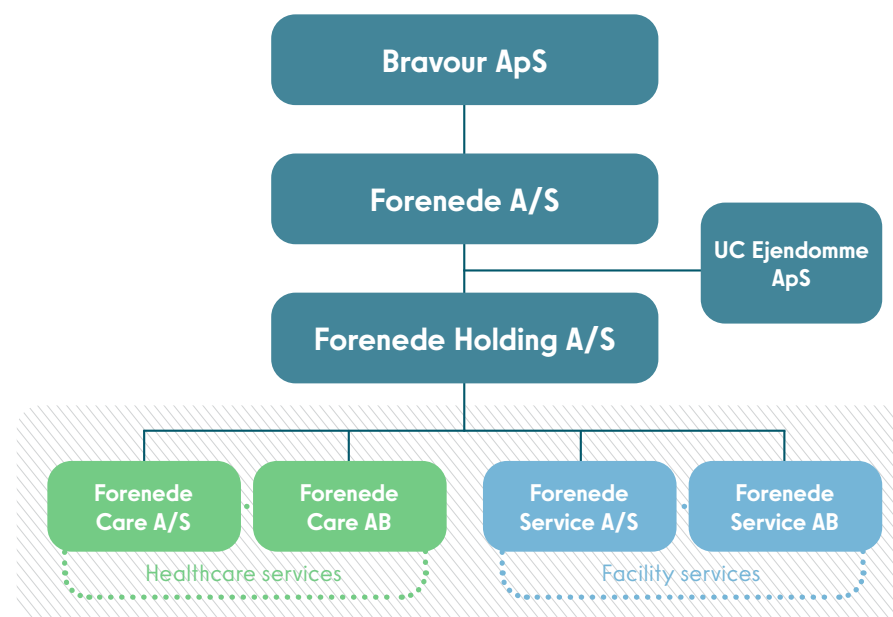 Bravour ApS
Forenede A/S
UC Ejendomme
ApS
Forenede Holding A/S
Forenede
Care A/S
Forenede
Care AB
Forenede
Service A/S
Forenede
Service AB
Healthcare services
Facility services